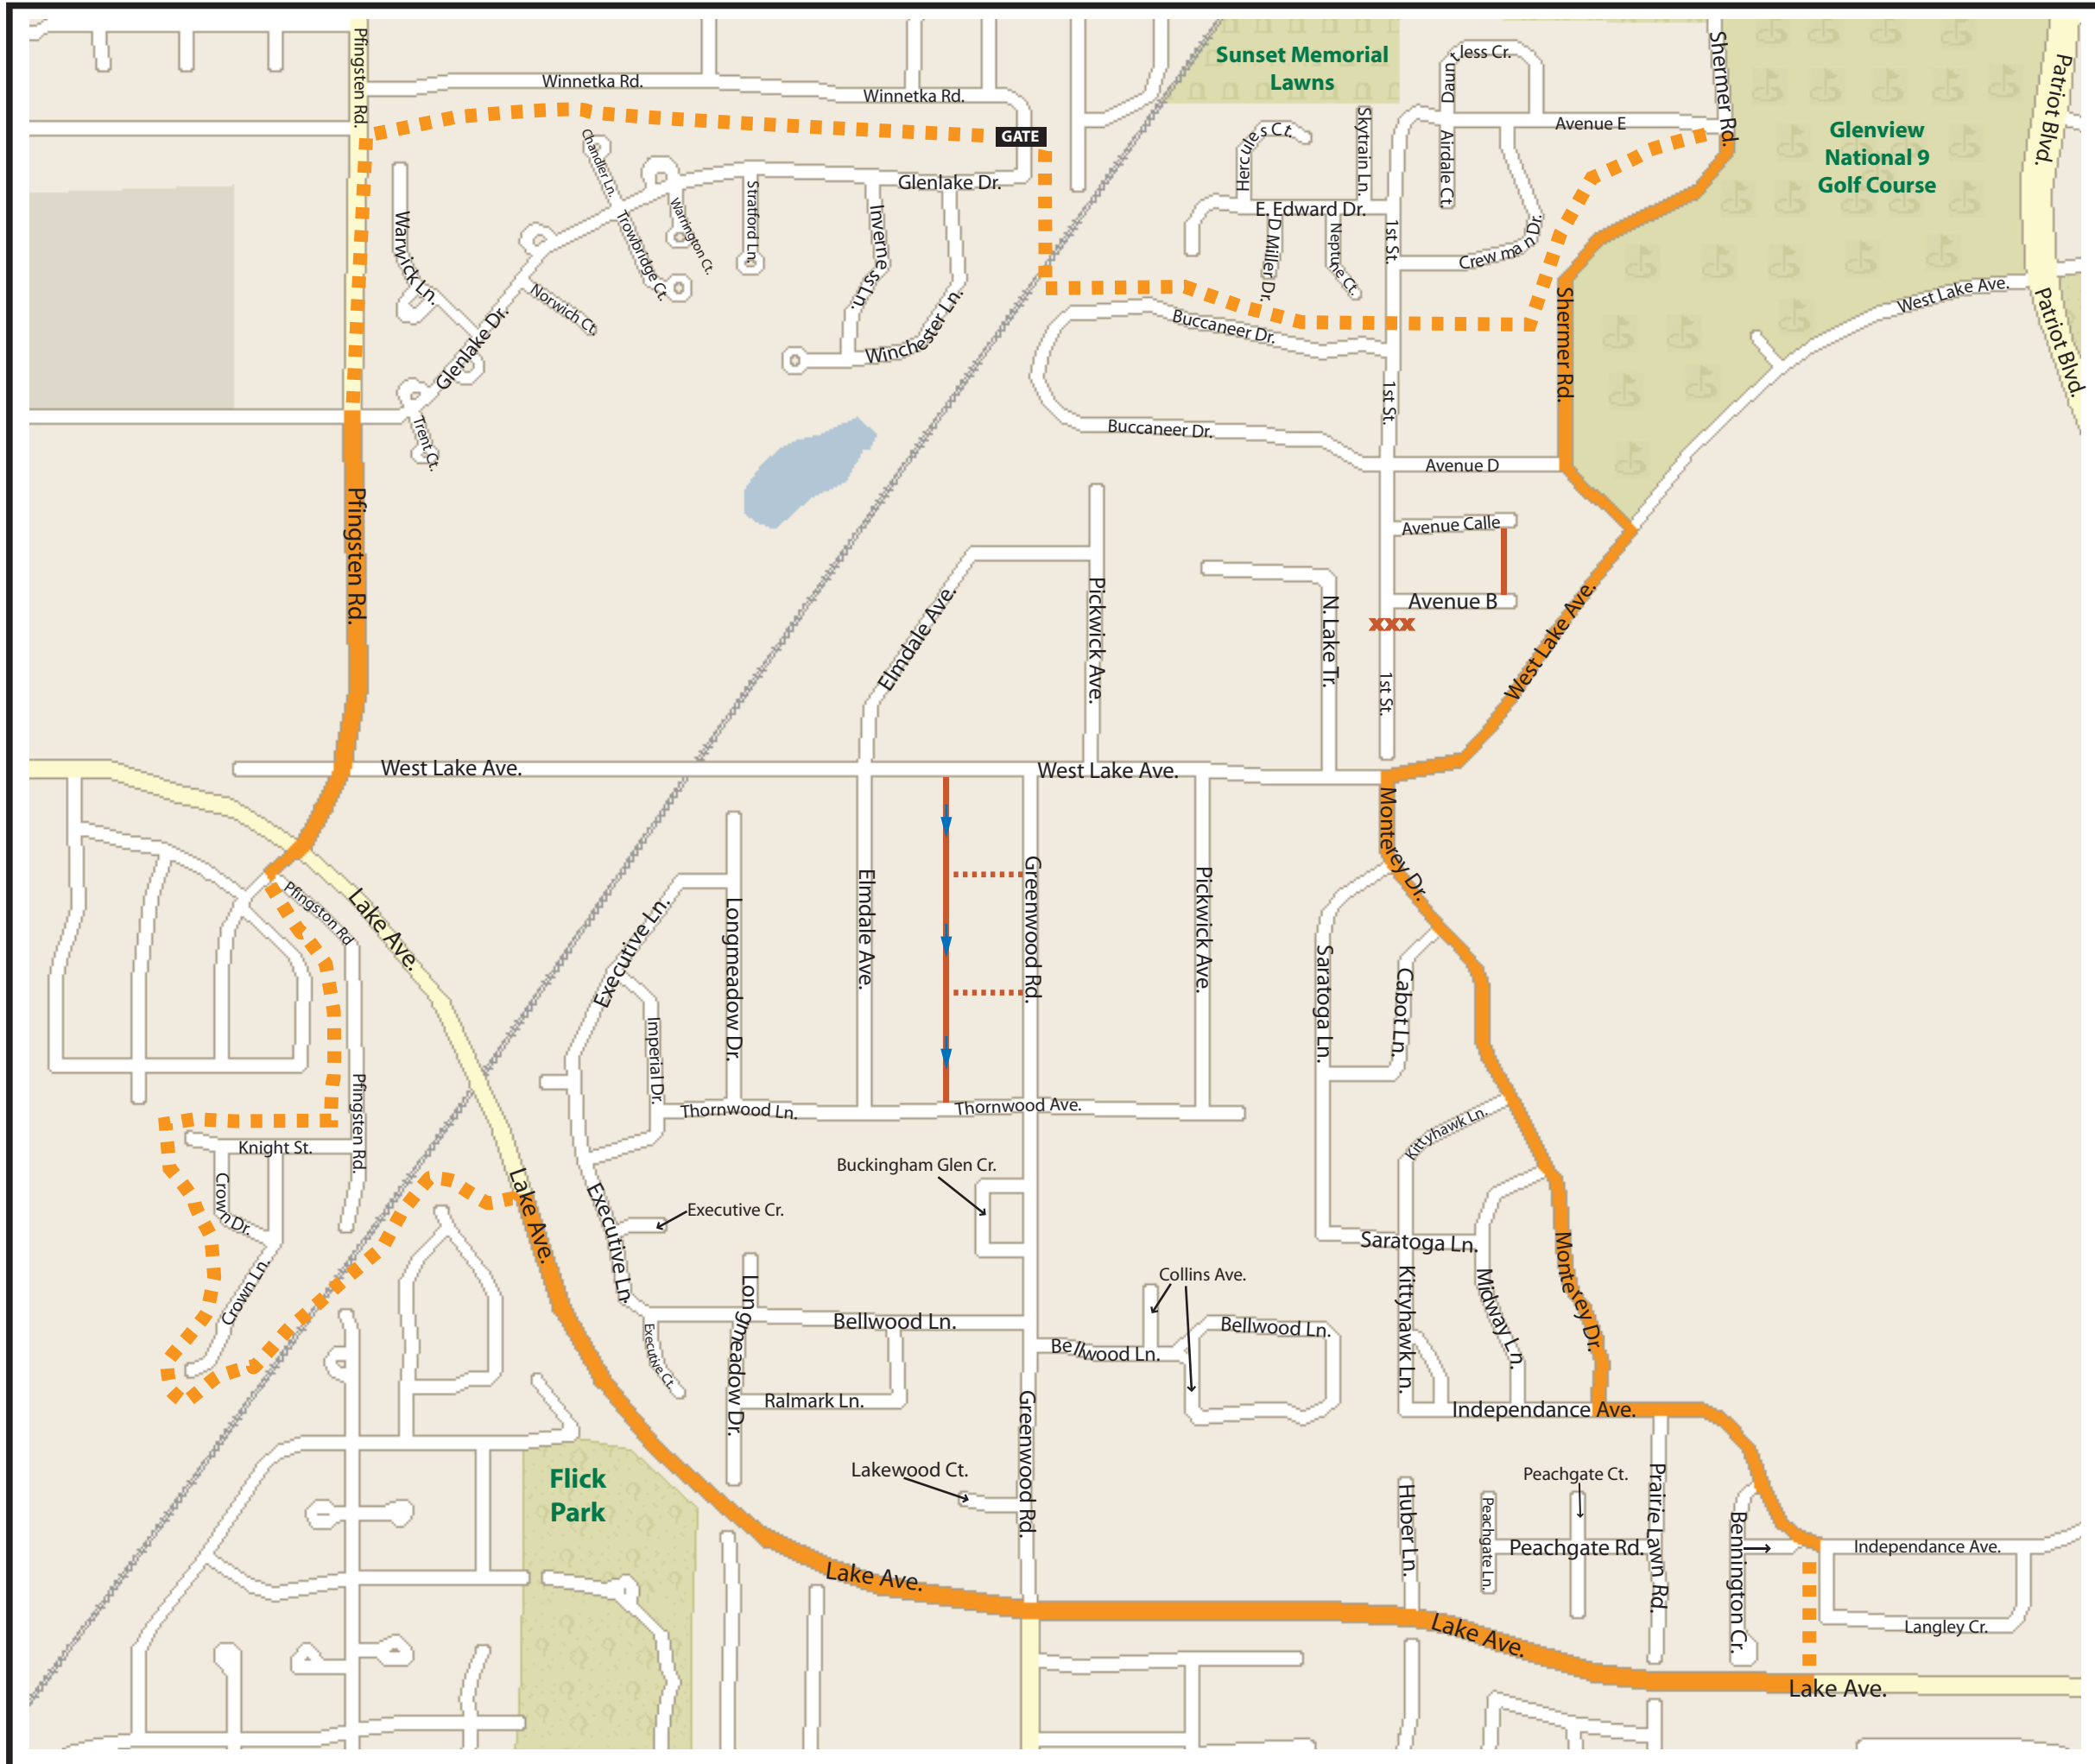 Pfingsten Rd.
Winnetka Rd.
Winnetka Rd.
GATE
Sunset Memorial
Lawns
Dauntless Cr.
Shermer Rd.
Patriot Blvd.
Glenview
National 9
Golf Course
Avenue E
Skytrain Ln.
Hercules Ct.
Airdale Ct.
Chandler Ln.
Glenlake Dr.
Warwick Ln.
Trowbridge Ct.
Warrington Ct.
Stratford Ln.
Inverness Ln.
E. Edward Dr.
D Miller Dr.
Neptune Ct.
1st St.
Crewman Dr.
Norwich Ct.
Glenlake Dr.
Winchester Ln.
Buccaneer Dr.
Shermer Rd.
West Lake Ave.
Patriot Blvd.
Trent Ct.
1st St.
Buccaneer Dr.
Avenue D
Pfingsten Rd.
Avenue Calle
Avenue B
xxx
Elmdale Ave.
Pickwick Ave.
N. Lake Tr.
1st St.
West Lake Ave.
West Lake Ave.
West Lake Ave.
Monterey Dr.
Pfingston Rd
Lake Ave.
Executive Ln.
Longmeadow Dr.
Elmdale Ave.
Greenwood Rd.
Pickwick Ave.
Saratoga Ln.
Cabot Ln.
Imperial Dr.
Thornwood Ln.
Thornwood Ave.
Pfingsten Rd.
Knight St.
Crown Dr.
Crown Ln.
Kittyhawk Ln.
Buckingham Glen Cr.
Lake Ave.
Executive Ln.
Executive Cr.
Saratoga Ln.
Monterey Dr.
Kittyhawk Ln.
Midway Ln.
Collins Ave.
Longmeadow Dr.
Bellwood Ln.
Bellwood Ln.
Bellwood Ln.
Executive Ct.
Ralmark Ln.
Greenwood Rd.
Independance Ave.
Flick
Park
Lakewood Ct.
Huber Ln.
Peachgate Ct.
Peachgate Ln.
Peachgate Rd.
Prairie Lawn Rd.
Bennington Cr.
Independance Ave.
Langley Cr.
Lake Ave.
Lake Ave.
Lake Ave.